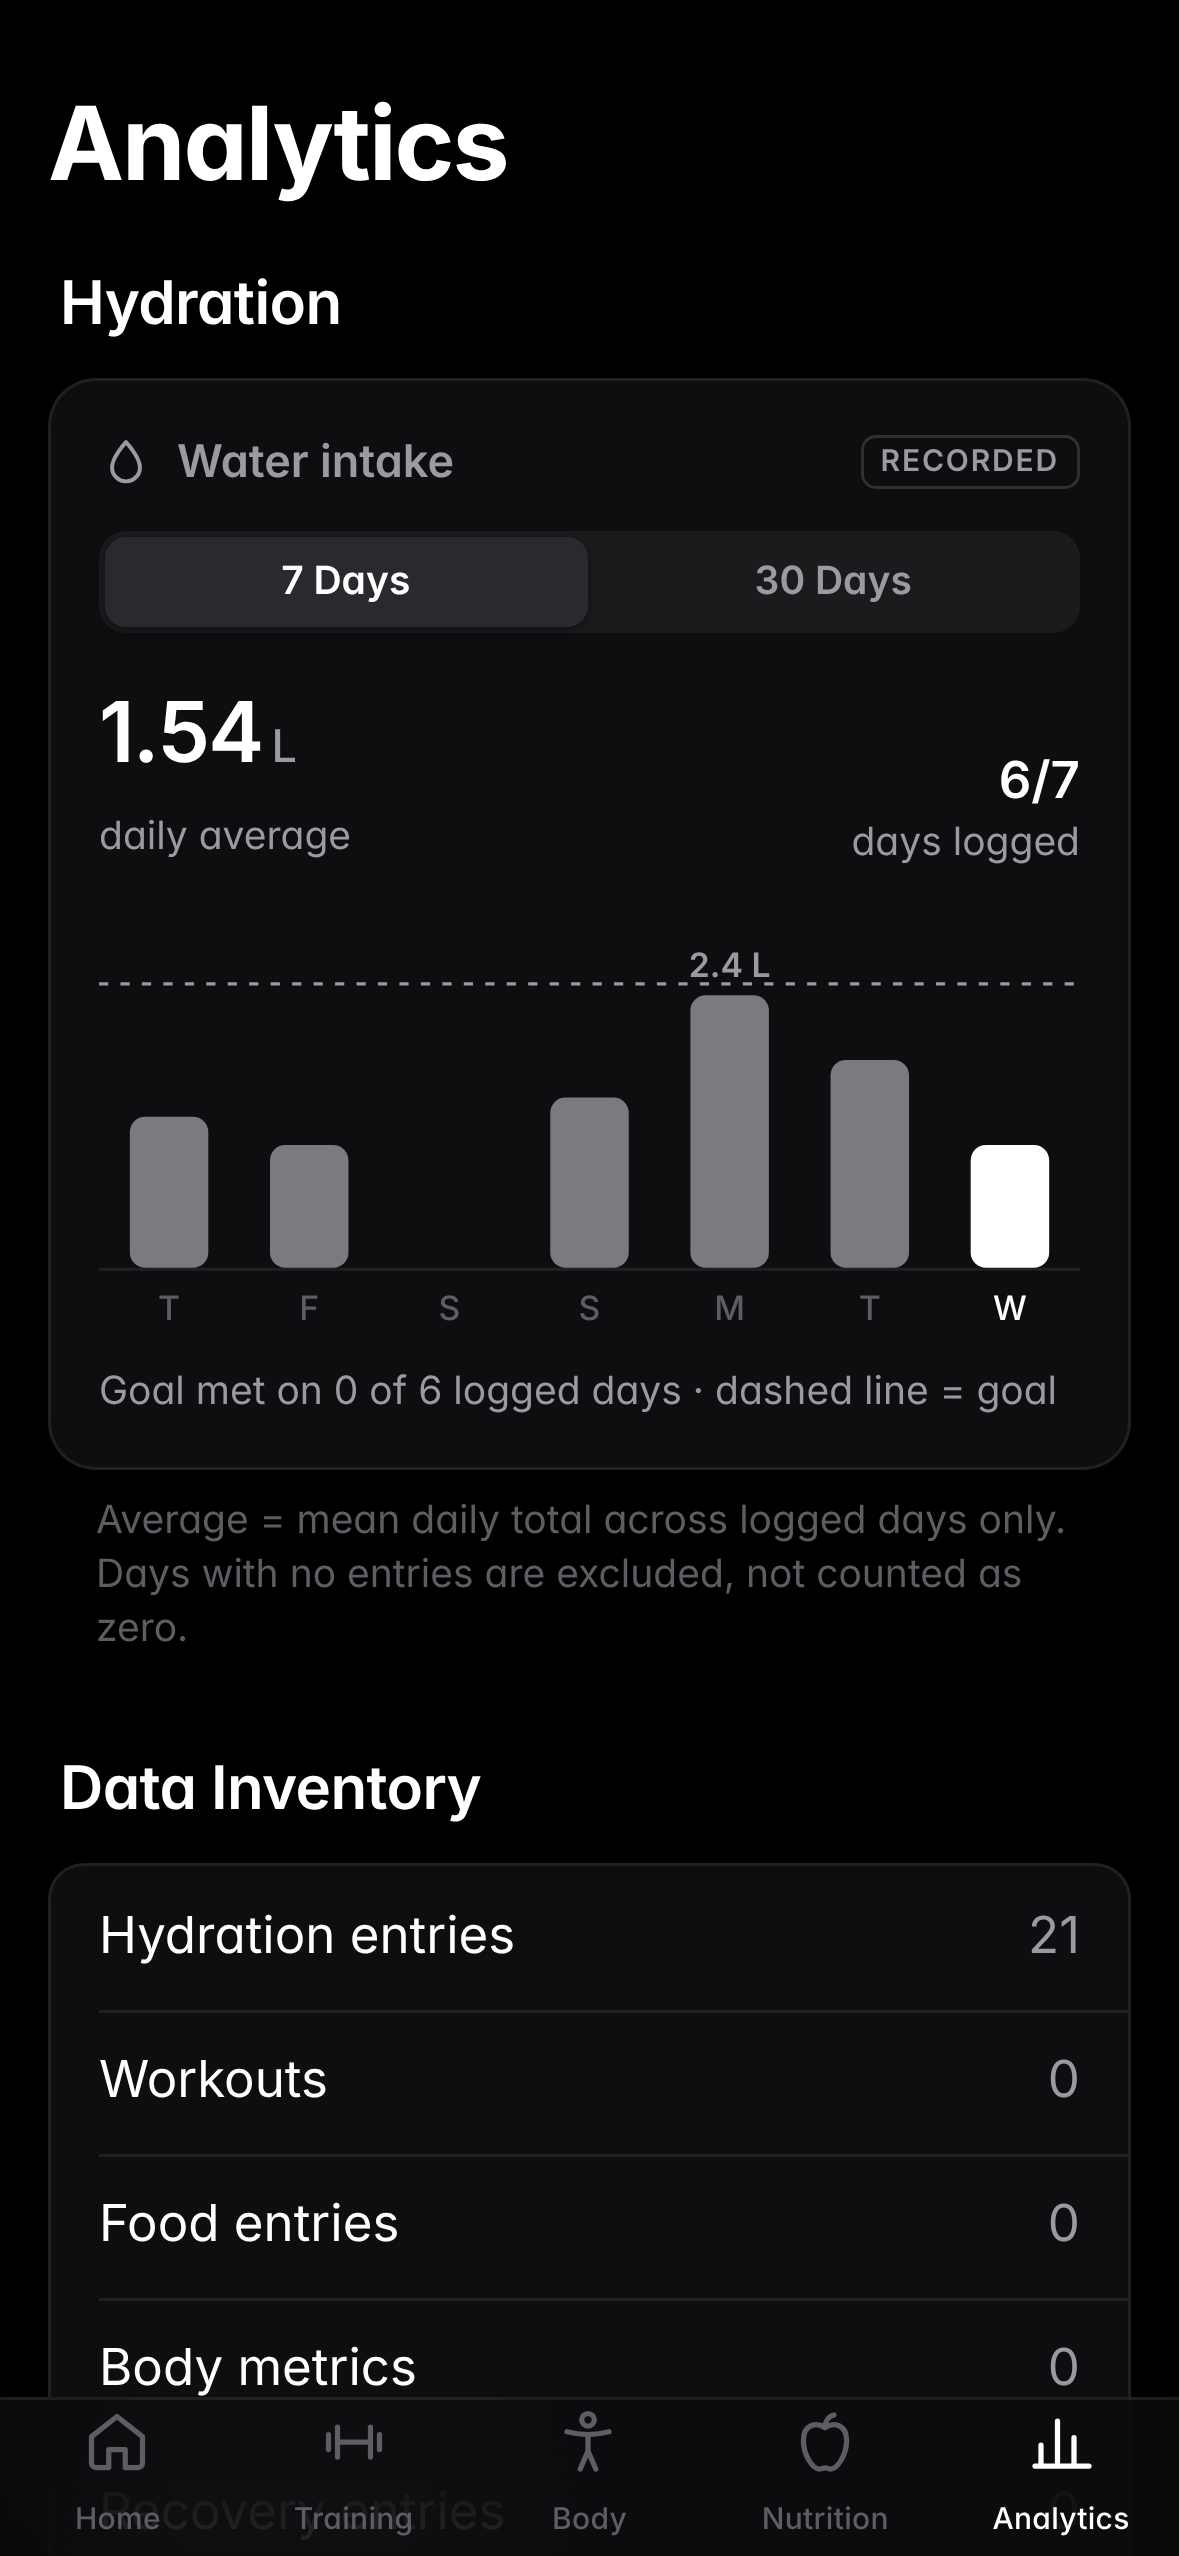 Analytics
Hydration
Water intake
RECORDED
7 Days
30 Days
1.54 L
daily average
6/7
days logged
2.4 L
T F S S M T W
Goal met on 0 of 6 logged days · dashed line = goal
Average = mean daily total across logged days only.
Days with no entries are excluded, not counted as
zero.
Data Inventory
Hydration entries 21
Workouts 0
Food entries 0
Body metrics 0
Recovery entries 0
Home Training Body Nutrition Analytics